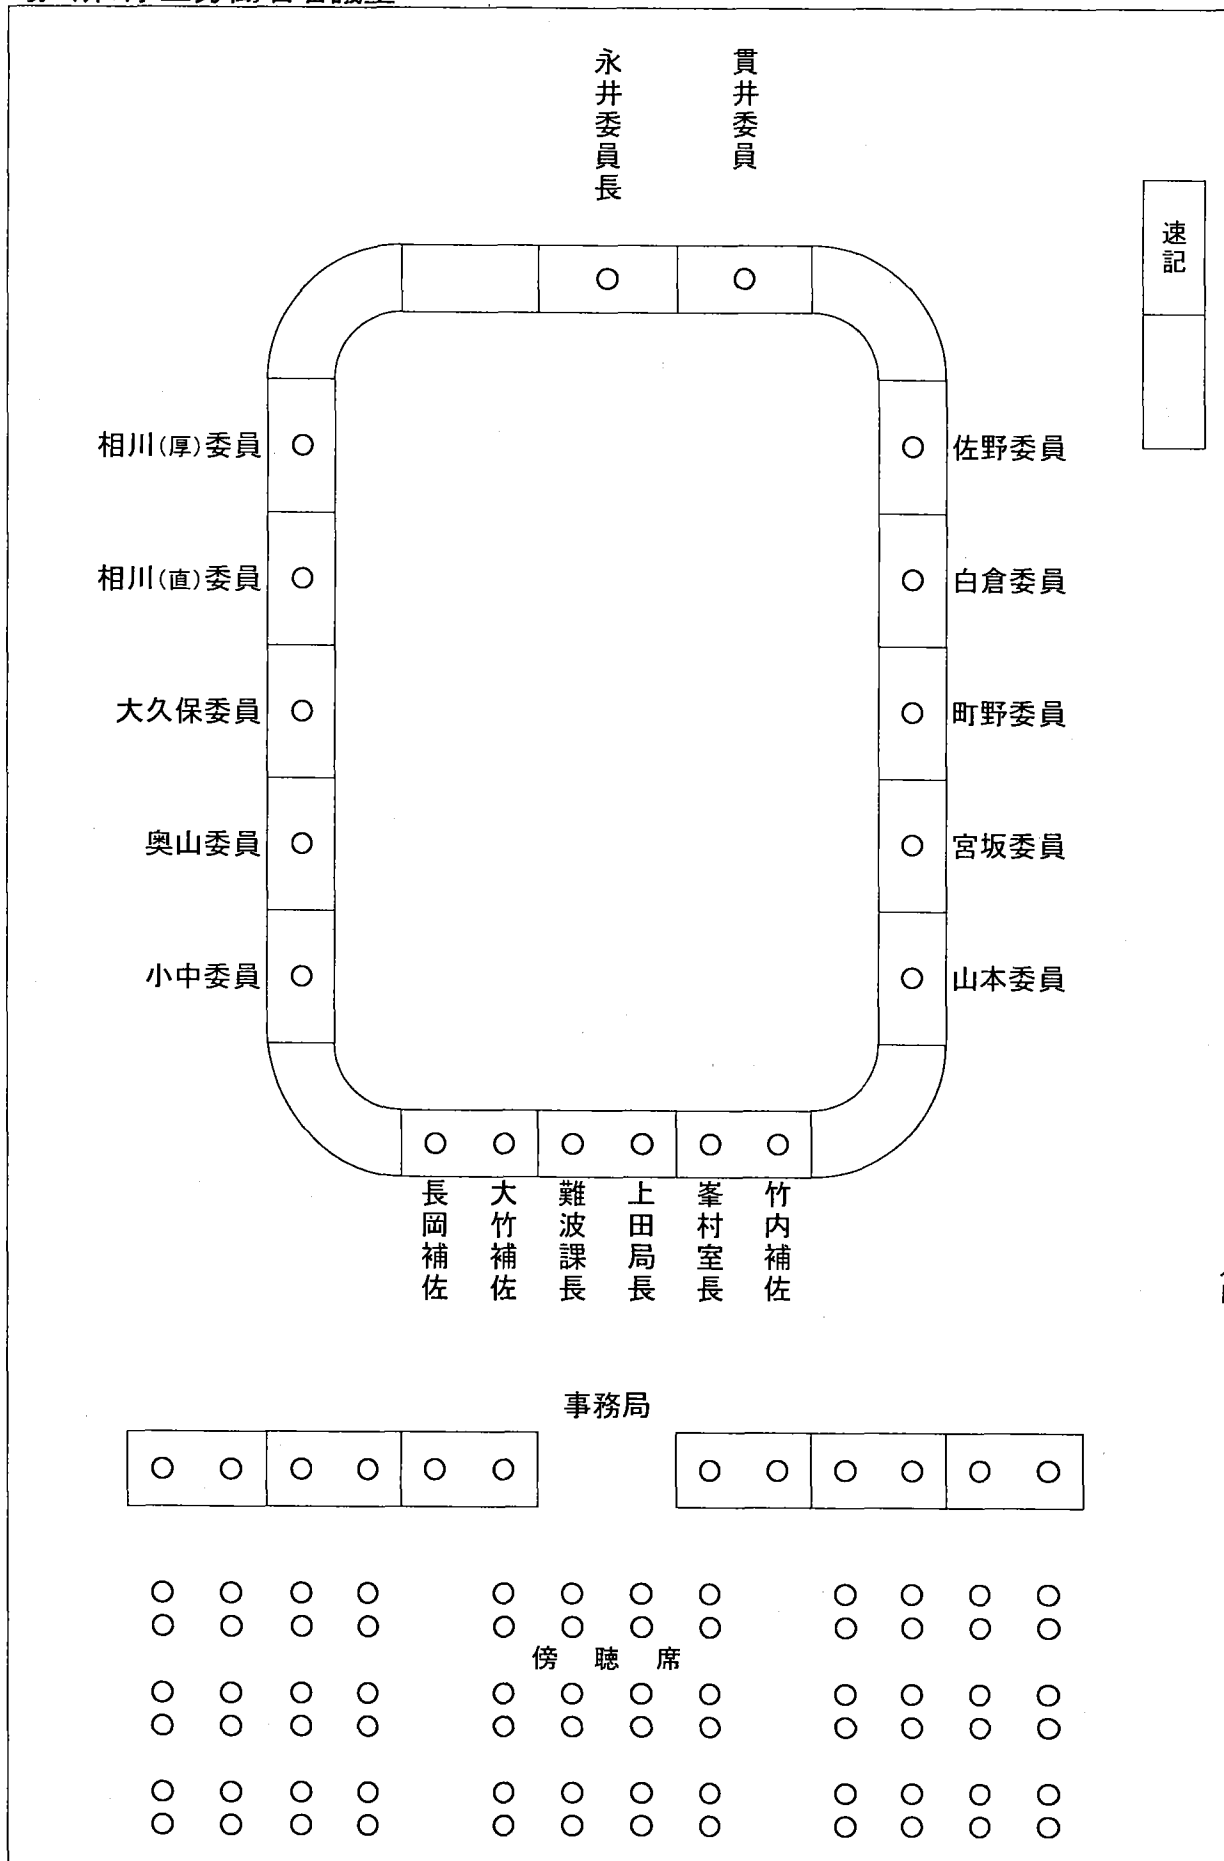 永井委員長
貫井委員
速記
相川(厚)委員
佐野委員
相川(直)委員
白倉委員
大久保委員
町野委員
奥山委員
宮坂委員
小中委員
山本委員
長岡補佐
大竹補佐
難波課長
上田局長
峯村室長
竹内補佐
事務局
傍聴席